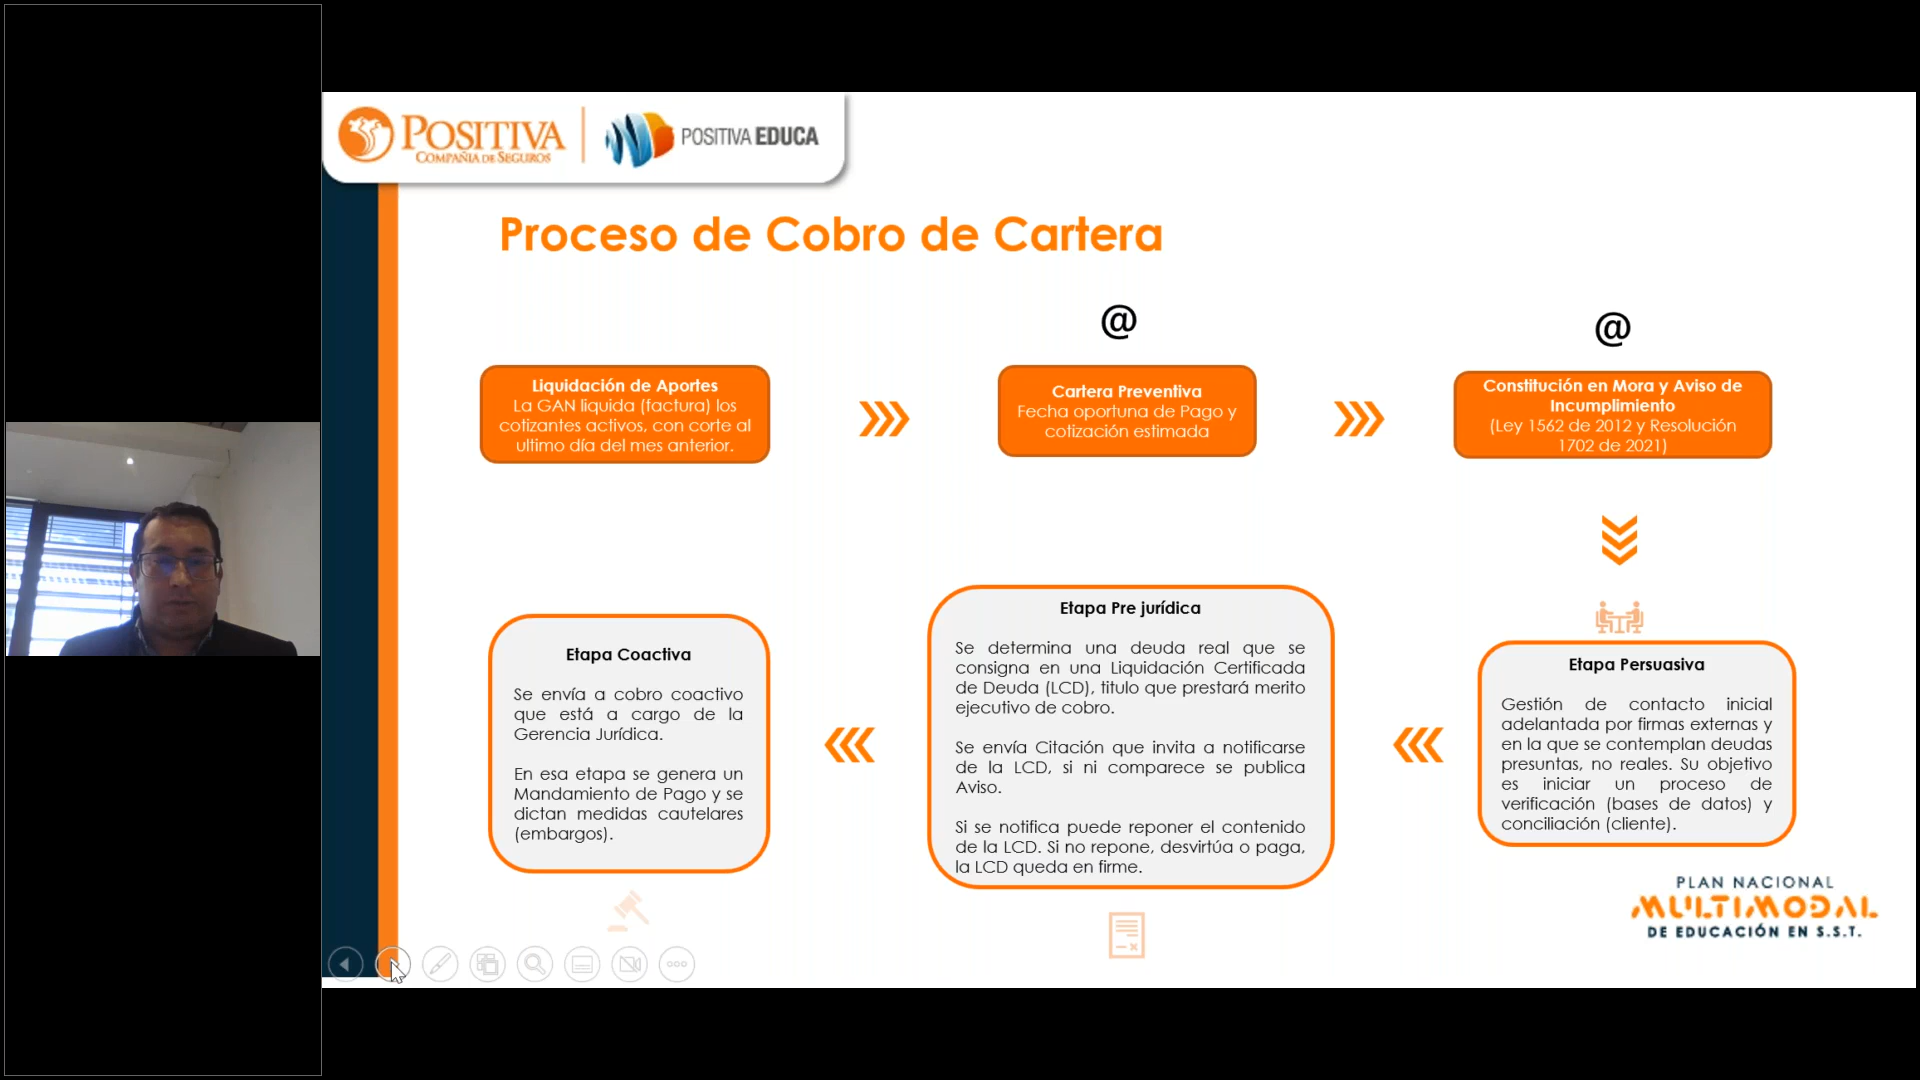 POSITIVA
COMPAÑIA DE SEGUROS
POSITIVA EDUCA
Proceso de Cobro de Cartera
@
@
Liquidación de Aportes
La GAN liquida (factura) los
cotizantes activos, con corte al
ultimo día del mes anterior.
Cartera Preventiva
Fecha oportuna de Pago y
cotización estimada
Constitución en Mora y Aviso de
Incumplimiento
(Ley 1562 de 2012 y Resolución
1702 de 2021)
Etapa Coactiva
Se envía a cobro coactivo
que está a cargo de la
Gerencia Jurídica.
En esa etapa se genera un
Mandamiento de Pago y se
dictan medidas cautelares
(embargos).
Etapa Pre jurídica
Se determina una deuda real que se
consigna en una Liquidación Certificada
de Deuda (LCD), titulo que prestará merito
ejecutivo de cobro.
Se envía Citación que invita a notificarse
de la LCD, si ni comparece se publica
Aviso.
Si se notifica puede reponer el contenido
de la LCD. Si no repone, desvirtúa o paga,
la LCD queda en firme.
Etapa Persuasiva
Gestión de contacto inicial
adelantada por firmas externas y
en la que se contemplan deudas
presuntas, no reales. Su objetivo
es iniciar un proceso de
verificación (bases de datos) y
conciliación (cliente).
PLAN NACIONAL
MULTIMODAL
DE EDUCACIÓN EN S.S.T.